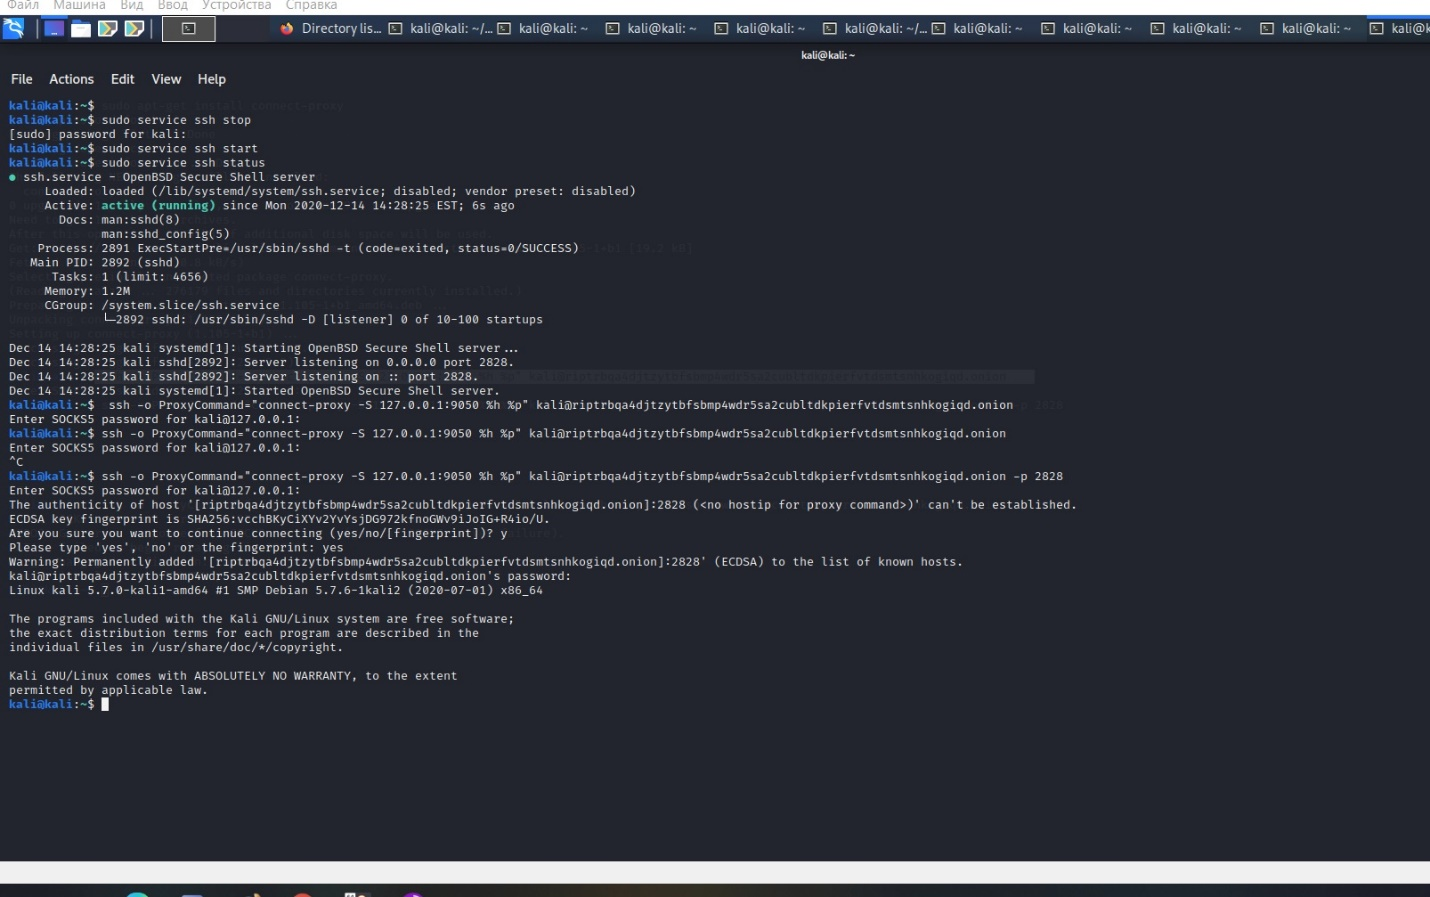 Файл Машина Вид Ввод Устройства Справка
Directory lis... kali@kali: ~/... kali@kali: ~ kali@kali: ~ kali@kali: ~ kali@kali: ~/... kali@kali: ~ kali@kali: ~ kali@kali: ~ kali@kali: ~ kali@k
kali@kali: ~
File Actions Edit View Help
kali@kali:~$ sudo apt-get install connect-proxy
kali@kali:~$ sudo service ssh stop
[sudo] password for kali:
kali@kali:~$ sudo service ssh start
kali@kali:~$ sudo service ssh status
● ssh.service - OpenBSD Secure Shell server
Loaded: loaded (/lib/systemd/system/ssh.service; disabled; vendor preset: disabled)
Active: active (running) since Mon 2020-12-14 14:28:25 EST; 6s ago
Docs: man:sshd(8)
man:sshd_config(5)
Process: 2891 ExecStartPre=/usr/sbin/sshd -t (code=exited, status=0/SUCCESS)
Main PID: 2892 (sshd)
Tasks: 1 (limit: 4656)
Memory: 1.2M
CGroup: /system.slice/ssh.service
└─2892 sshd: /usr/sbin/sshd -D [listener] 0 of 10-100 startups
Dec 14 14:28:25 kali systemd[1]: Starting OpenBSD Secure Shell server...
Dec 14 14:28:25 kali sshd[2892]: Server listening on 0.0.0.0 port 2828.
Dec 14 14:28:25 kali sshd[2892]: Server listening on :: port 2828.
Dec 14 14:28:25 kali systemd[1]: Started OpenBSD Secure Shell server.
kali@kali:~$ ssh -o ProxyCommand="connect-proxy -S 127.0.0.1:9050 %h %p" kali@riptrbqa4djtzytbfsbmp4wdr5sa2cubltdkpierfvtdsmtsnhkogiqd.onion
Enter SOCKS5 password for kali@127.0.0.1:
kali@kali:~$ ssh -o ProxyCommand="connect-proxy -S 127.0.0.1:9050 %h %p" kali@riptrbqa4djtzytbfsbmp4wdr5sa2cubltdkpierfvtdsmtsnhkogiqd.onion
Enter SOCKS5 password for kali@127.0.0.1:
^C
kali@kali:~$ ssh -o ProxyCommand="connect-proxy -S 127.0.0.1:9050 %h %p" kali@riptrbqa4djtzytbfsbmp4wdr5sa2cubltdkpierfvtdsmtsnhkogiqd.onion -p 2828
Enter SOCKS5 password for kali@127.0.0.1:
The authenticity of host '[riptrbqa4djtzytbfsbmp4wdr5sa2cubltdkpierfvtdsmtsnhkogiqd.onion]:2828 (<no hostip for proxy command>)' can't be established.
ECDSA key fingerprint is SHA256:vcchBKyCiXYv2YvYsjDG972kfnoGWv9iJoIG+R4io/U.
Are you sure you want to continue connecting (yes/no/[fingerprint])? y
Please type 'yes', 'no' or the fingerprint: yes
Warning: Permanently added '[riptrbqa4djtzytbfsbmp4wdr5sa2cubltdkpierfvtdsmtsnhkogiqd.onion]:2828' (ECDSA) to the list of known hosts.
kali@riptrbqa4djtzytbfsbmp4wdr5sa2cubltdkpierfvtdsmtsnhkogiqd.onion's password:
Linux kali 5.7.0-kali1-amd64 #1 SMP Debian 5.7.6-1kali2 (2020-07-01) x86_64
The programs included with the Kali GNU/Linux system are free software;
the exact distribution terms for each program are described in the
individual files in /usr/share/doc/*/copyright.
Kali GNU/Linux comes with ABSOLUTELY NO WARRANTY, to the extent
permitted by applicable law.
kali@kali:~$